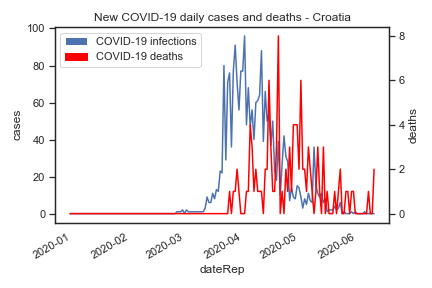 New COVID-19 daily cases and deaths - Croatia
COVID-19 infections
COVID-19 deaths
100
80
60
40
20
0
cases
8
6
4
2
0
deaths
2020-01
2020-02
2020-03
2020-04
2020-05
2020-06
dateRep